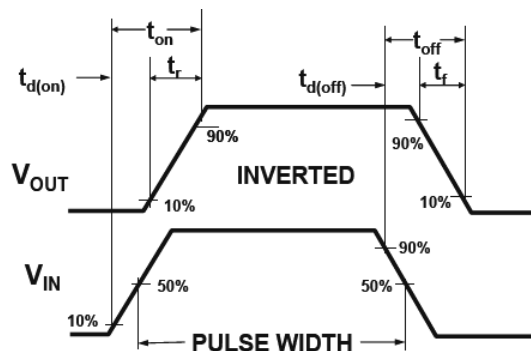 t_on t_off
t_d(on) t_r t_d(off) t_f
90% 90%
V_OUT INVERTED
10% 10%
90%
V_IN 50% 50%
10%
PULSE WIDTH